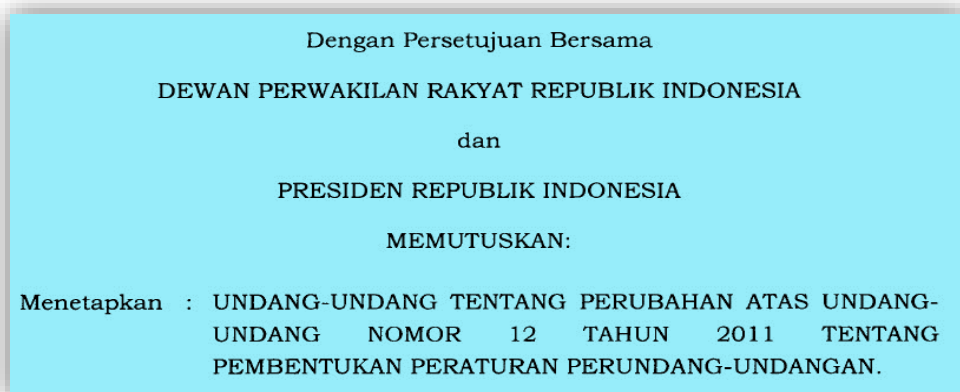 Dengan Persetujuan Bersama
DEWAN PERWAKILAN RAKYAT REPUBLIK INDONESIA
dan
PRESIDEN REPUBLIK INDONESIA
MEMUTUSKAN:
Menetapkan : UNDANG-UNDANG TENTANG PERUBAHAN ATAS UNDANG-
UNDANG NOMOR 12 TAHUN 2011 TENTANG
PEMBENTUKAN PERATURAN PERUNDANG-UNDANGAN.